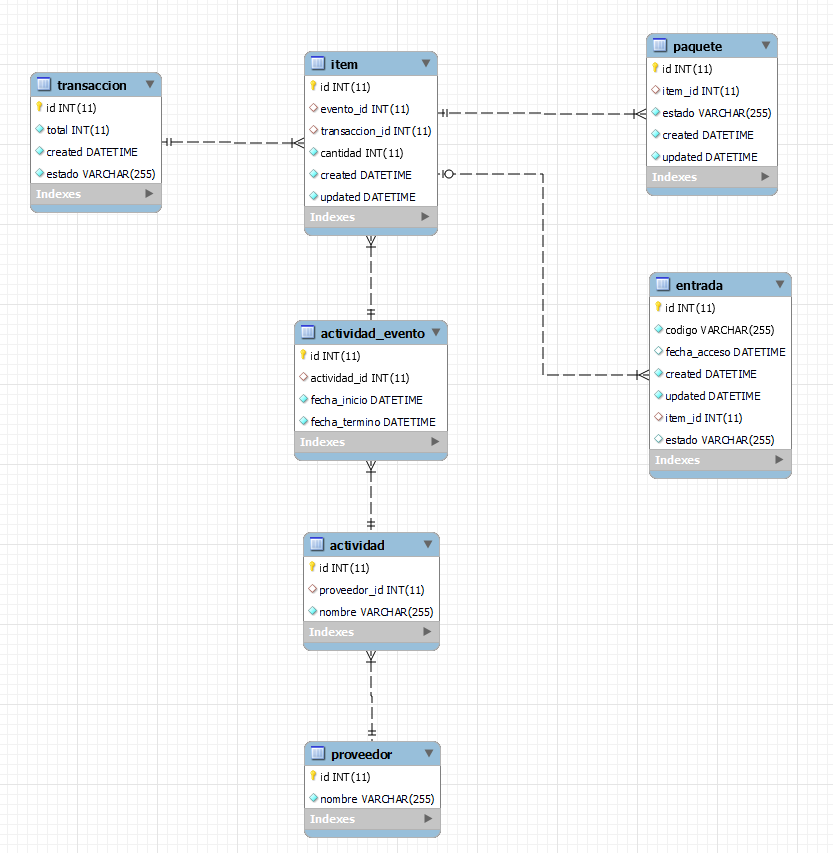 transaccion
id INT(11)
total INT(11)
created DATETIME
estado VARCHAR(255)
Indexes
item
id INT(11)
evento_id INT(11)
transaccion_id INT(11)
cantidad INT(11)
created DATETIME
updated DATETIME
Indexes
paquete
id INT(11)
item_id INT(11)
estado VARCHAR(255)
created DATETIME
updated DATETIME
Indexes
entrada
id INT(11)
codigo VARCHAR(255)
fecha_acceso DATETIME
created DATETIME
updated DATETIME
item_id INT(11)
estado VARCHAR(255)
Indexes
actividad_evento
id INT(11)
actividad_id INT(11)
fecha_inicio DATETIME
fecha_termino DATETIME
Indexes
actividad
id INT(11)
proveedor_id INT(11)
nombre VARCHAR(255)
Indexes
proveedor
id INT(11)
nombre VARCHAR(255)
Indexes